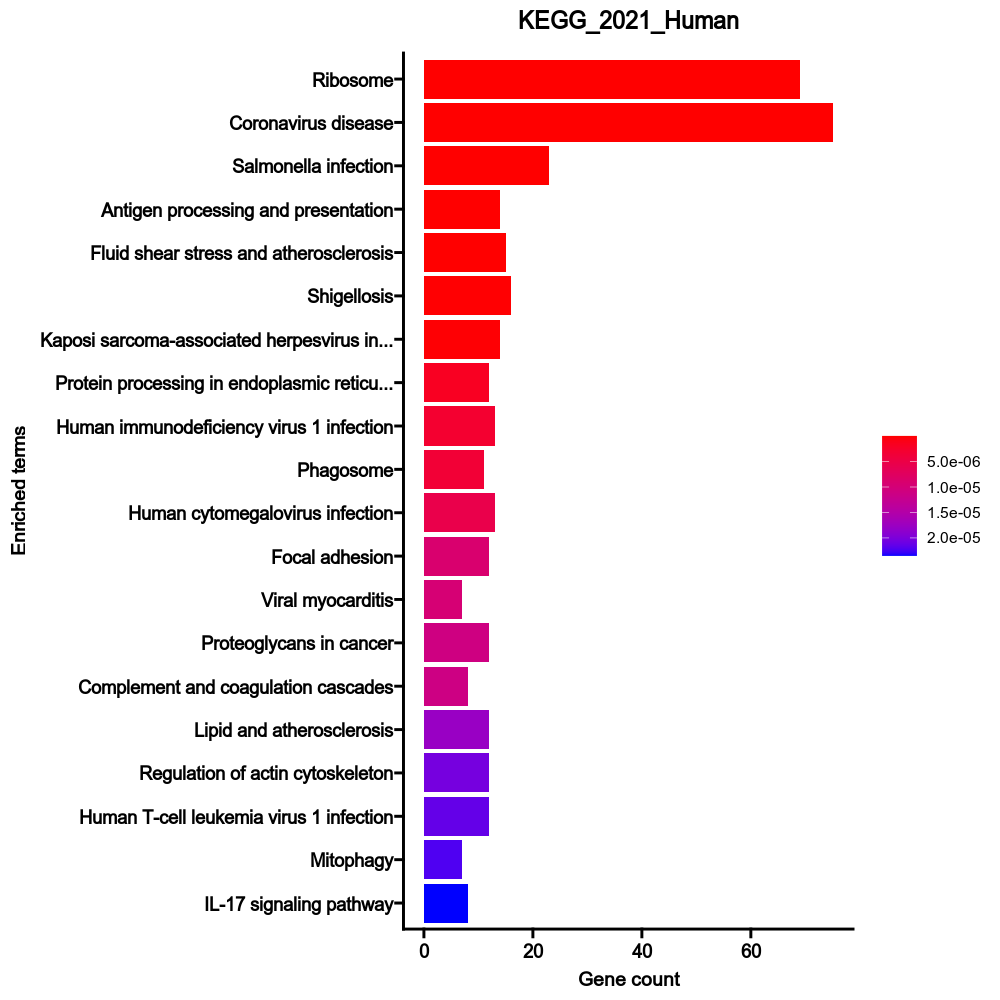 KEGG_2021_Human
Ribosome
Coronavirus disease
Salmonella infection
Antigen processing and presentation
Fluid shear stress and atherosclerosis
Shigellosis
Kaposi sarcoma-associated herpesvirus in...
Protein processing in endoplasmic reticu...
Human immunodeficiency virus 1 infection
Phagosome
Human cytomegalovirus infection
Focal adhesion
Viral myocarditis
Proteoglycans in cancer
Complement and coagulation cascades
Lipid and atherosclerosis
Regulation of actin cytoskeleton
Human T-cell leukemia virus 1 infection
Mitophagy
IL-17 signaling pathway
Enriched terms
0 20 40 60
Gene count
5.0e-06
1.0e-05
1.5e-05
2.0e-05